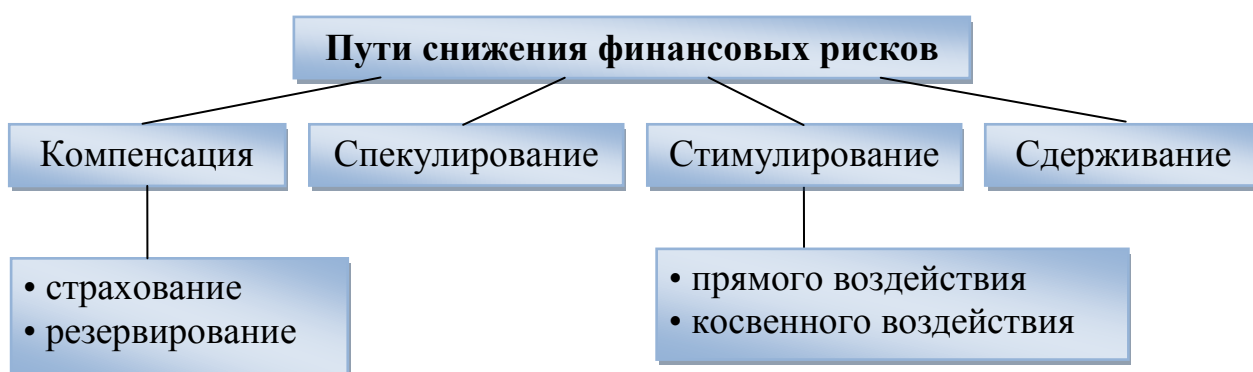 Пути снижения финансовых рисков
Компенсация
Спекулирование
Стимулирование
Сдерживание
• страхование
• резервирование
• прямого воздействия
• косвенного воздействия